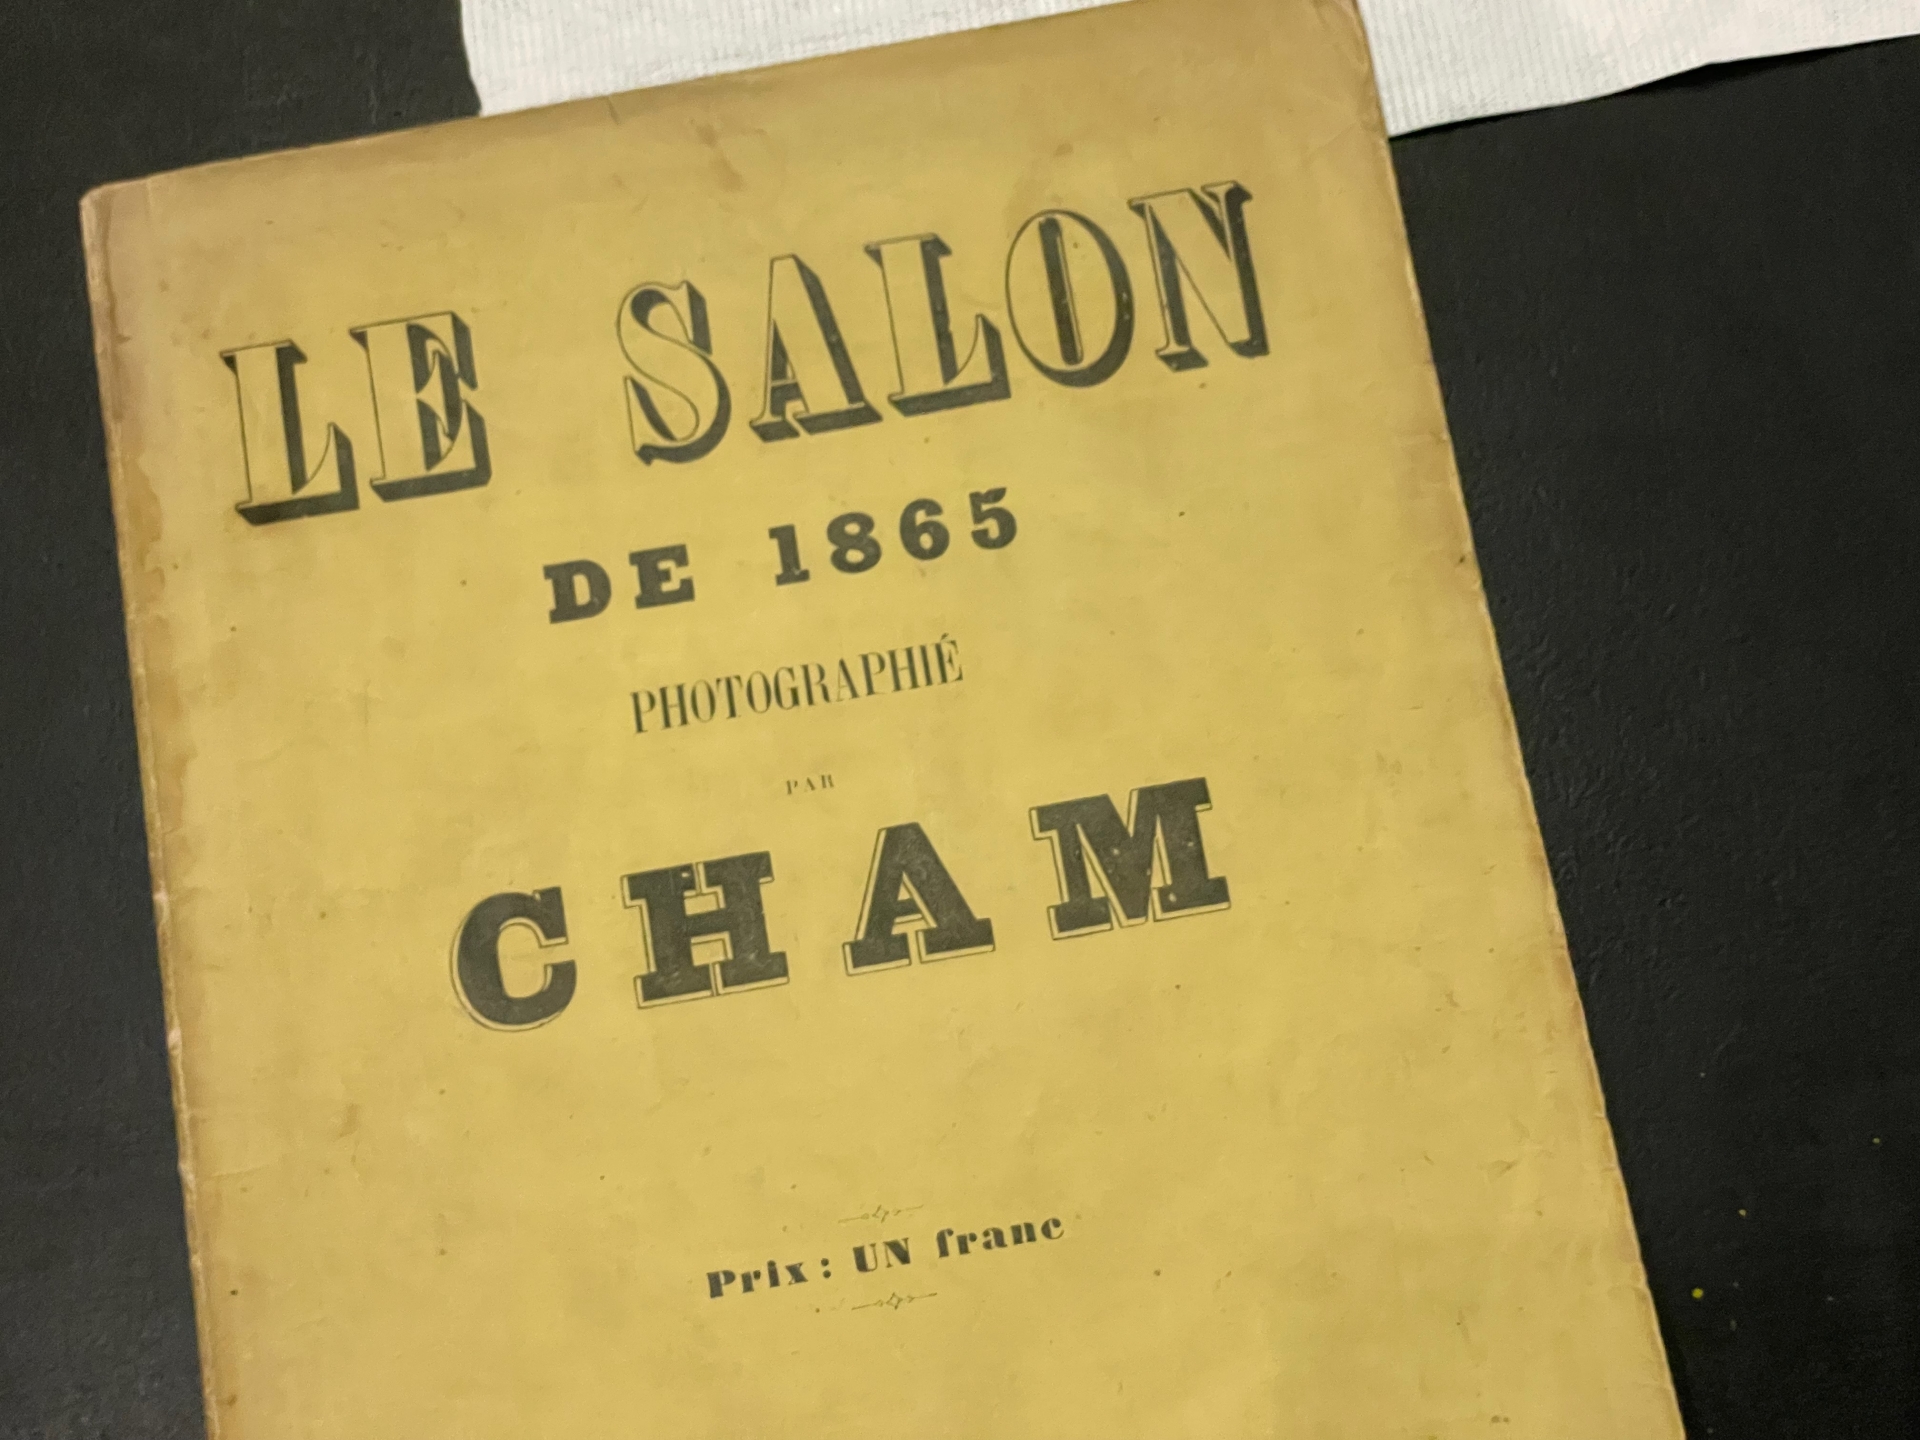 LE SALON
DE 1865
PHOTOGRAPHIÉ
PAR
CHAM
Prix : UN franc